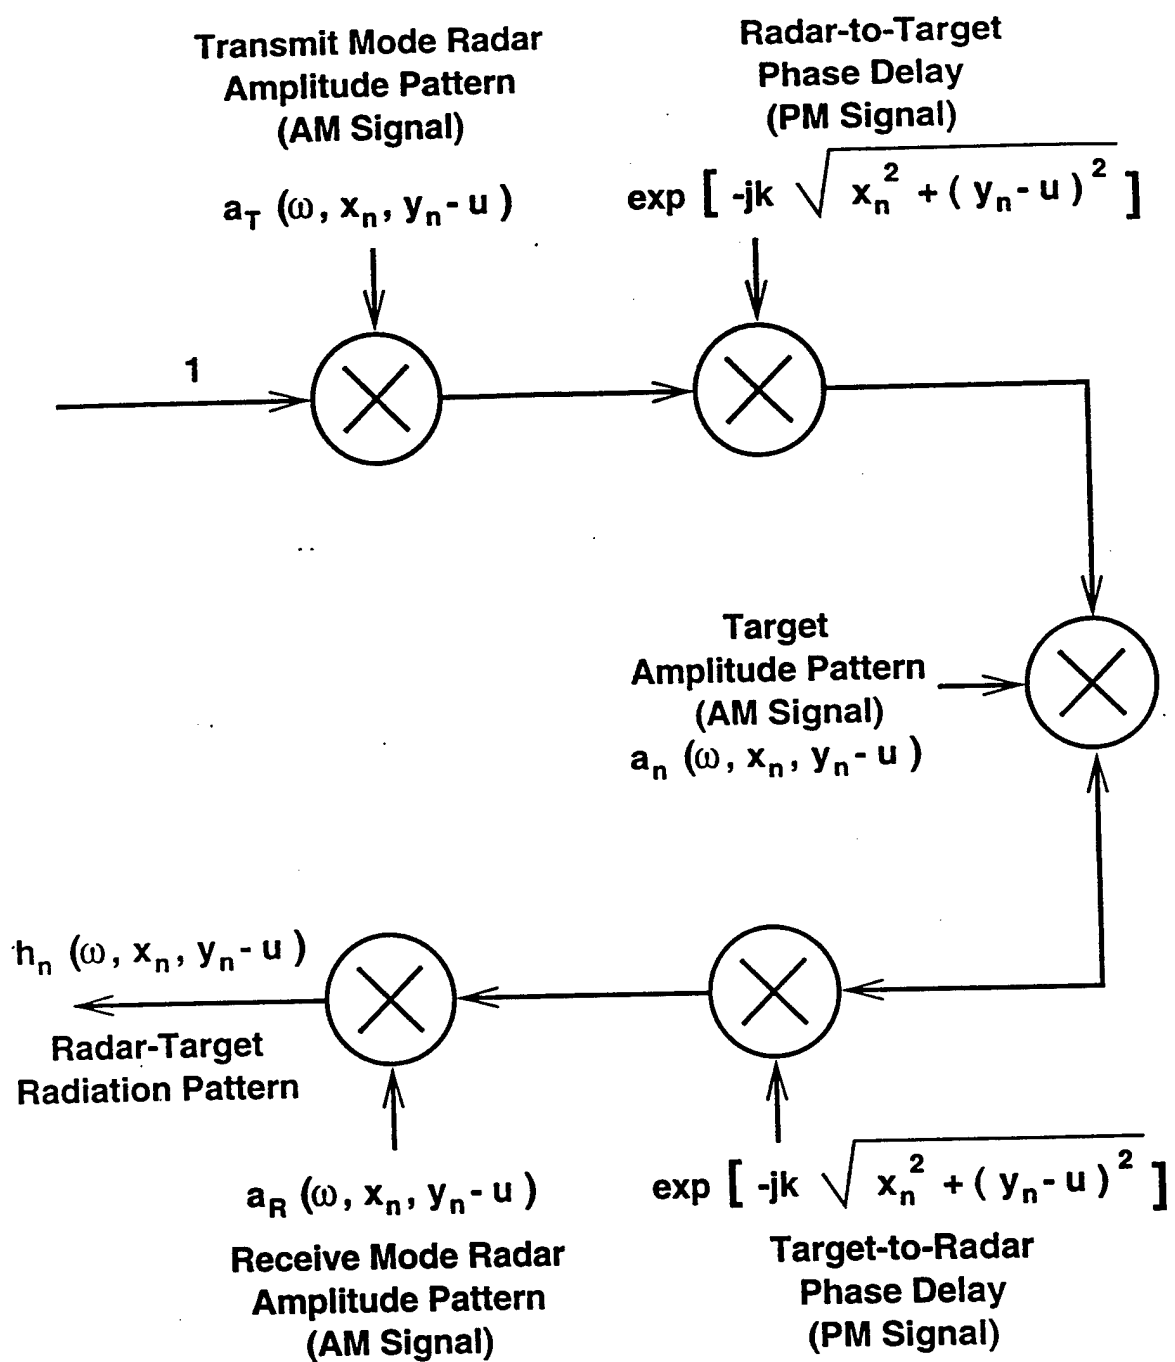 Transmit Mode Radar
Amplitude Pattern
(AM Signal)
a_T (ω, x_n, y_n - u )
Radar-to-Target
Phase Delay
(PM Signal)
exp [ -jk √ x_n^2 + ( y_n - u )^2 ]
1
Target
Amplitude Pattern
(AM Signal)
a_n (ω, x_n, y_n - u )
h_n (ω, x_n, y_n - u )
Radar-Target
Radiation Pattern
a_R (ω, x_n, y_n - u )
Receive Mode Radar
Amplitude Pattern
(AM Signal)
exp [ -jk √ x_n^2 + ( y_n - u )^2 ]
Target-to-Radar
Phase Delay
(PM Signal)